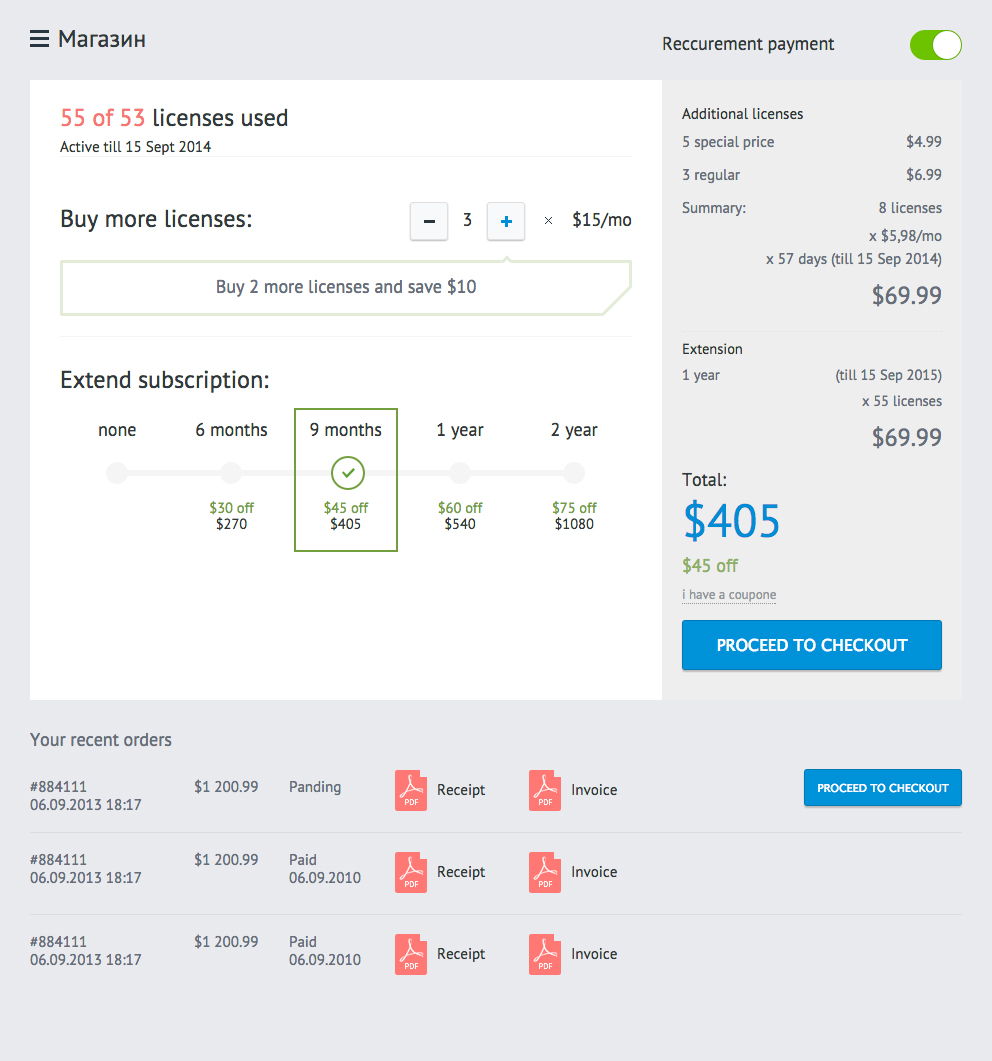 Магазин
Reccurement payment
55 of 53 licenses used
Active till 15 Sept 2014
Buy more licenses:
− 3 + × $15/mo
Buy 2 more licenses and save $10
Extend subscription:
none 6 months 9 months 1 year 2 year
$30 off $45 off $60 off $75 off
$270 $405 $540 $1080
Additional licenses
5 special price $4.99
3 regular $6.99
Summary: 8 licenses
x $5,98/mo
x 57 days (till 15 Sep 2014)
$69.99
Extension
1 year (till 15 Sep 2015)
x 55 licenses
$69.99
Total:
$405
$45 off
i have a coupone
PROCEED TO CHECKOUT
Your recent orders
#884111 $1 200.99 Panding PDF Receipt PDF Invoice PROCEED TO CHECKOUT
06.09.2013 18:17
#884111 $1 200.99 Paid PDF Receipt PDF Invoice
06.09.2013 18:17 06.09.2010
#884111 $1 200.99 Paid PDF Receipt PDF Invoice
06.09.2013 18:17 06.09.2010